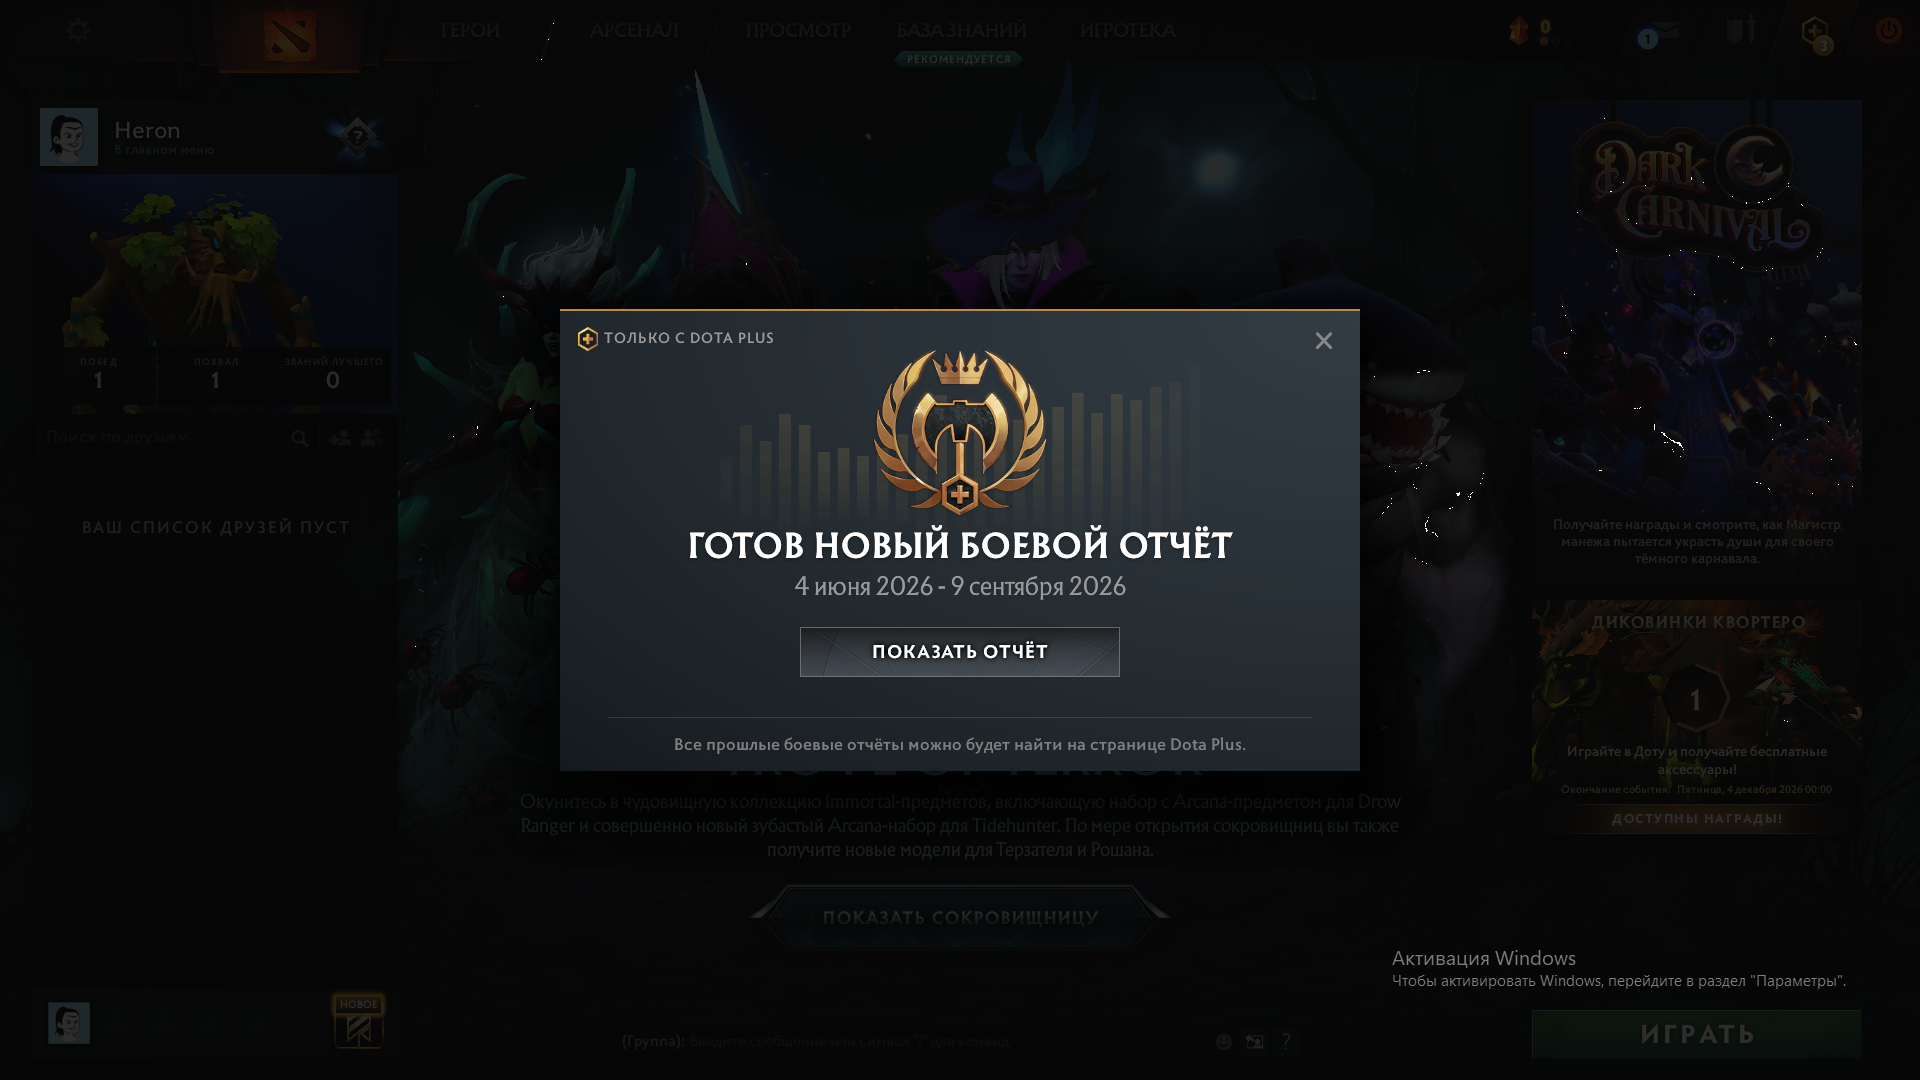 ГЕРОИ
АРСЕНАЛ
ПРОСМОТР
БАЗА ЗНАНИЙ
ИГРОТЕКА
РЕКОМЕНДУЕТСЯ
0
1
3
Heron
В главном меню
?
ПОБЕД
ПОХВАЛ
ЗВАНИЙ ЛУЧШЕГО
1
1
0
Поиск по друзьям
ВАШ СПИСОК ДРУЗЕЙ ПУСТ
DARK
CARNIVAL
Получайте награды и смотрите, как Магистр
манежа пытается украсть души для своего
тёмного карнавала.
ТОЛЬКО С DOTA PLUS
ГОТОВ НОВЫЙ БОЕВОЙ ОТЧЁТ
4 июня 2026 - 9 сентября 2026
ПОКАЗАТЬ ОТЧЁТ
Все прошлые боевые отчёты можно будет найти на странице Dota Plus.
ДИКОВИНКИ КВОРТЕРО
1
Играйте в Доту и получайте бесплатные
аксессуары!
Окончание события: Пятница, 4 декабря 2026 00:00
ДОСТУПНЫ НАГРАДЫ!
Окунитесь в чудовищную коллекцию Immortal-предметов, включающую набор с Arcana-предметом для Drow
Ranger и совершенно новый зубастый Arcana-набор для Tidehunter. По мере открытия сокровищниц вы также
получите новые модели для Терзателя и Рошана.
ПОКАЗАТЬ СОКРОВИЩНИЦУ
Активация Windows
Чтобы активировать Windows, перейдите в раздел "Параметры".
НОВОЕ
(Группа): Введите сообщение или символ "/" для команд.
?
ИГРАТЬ